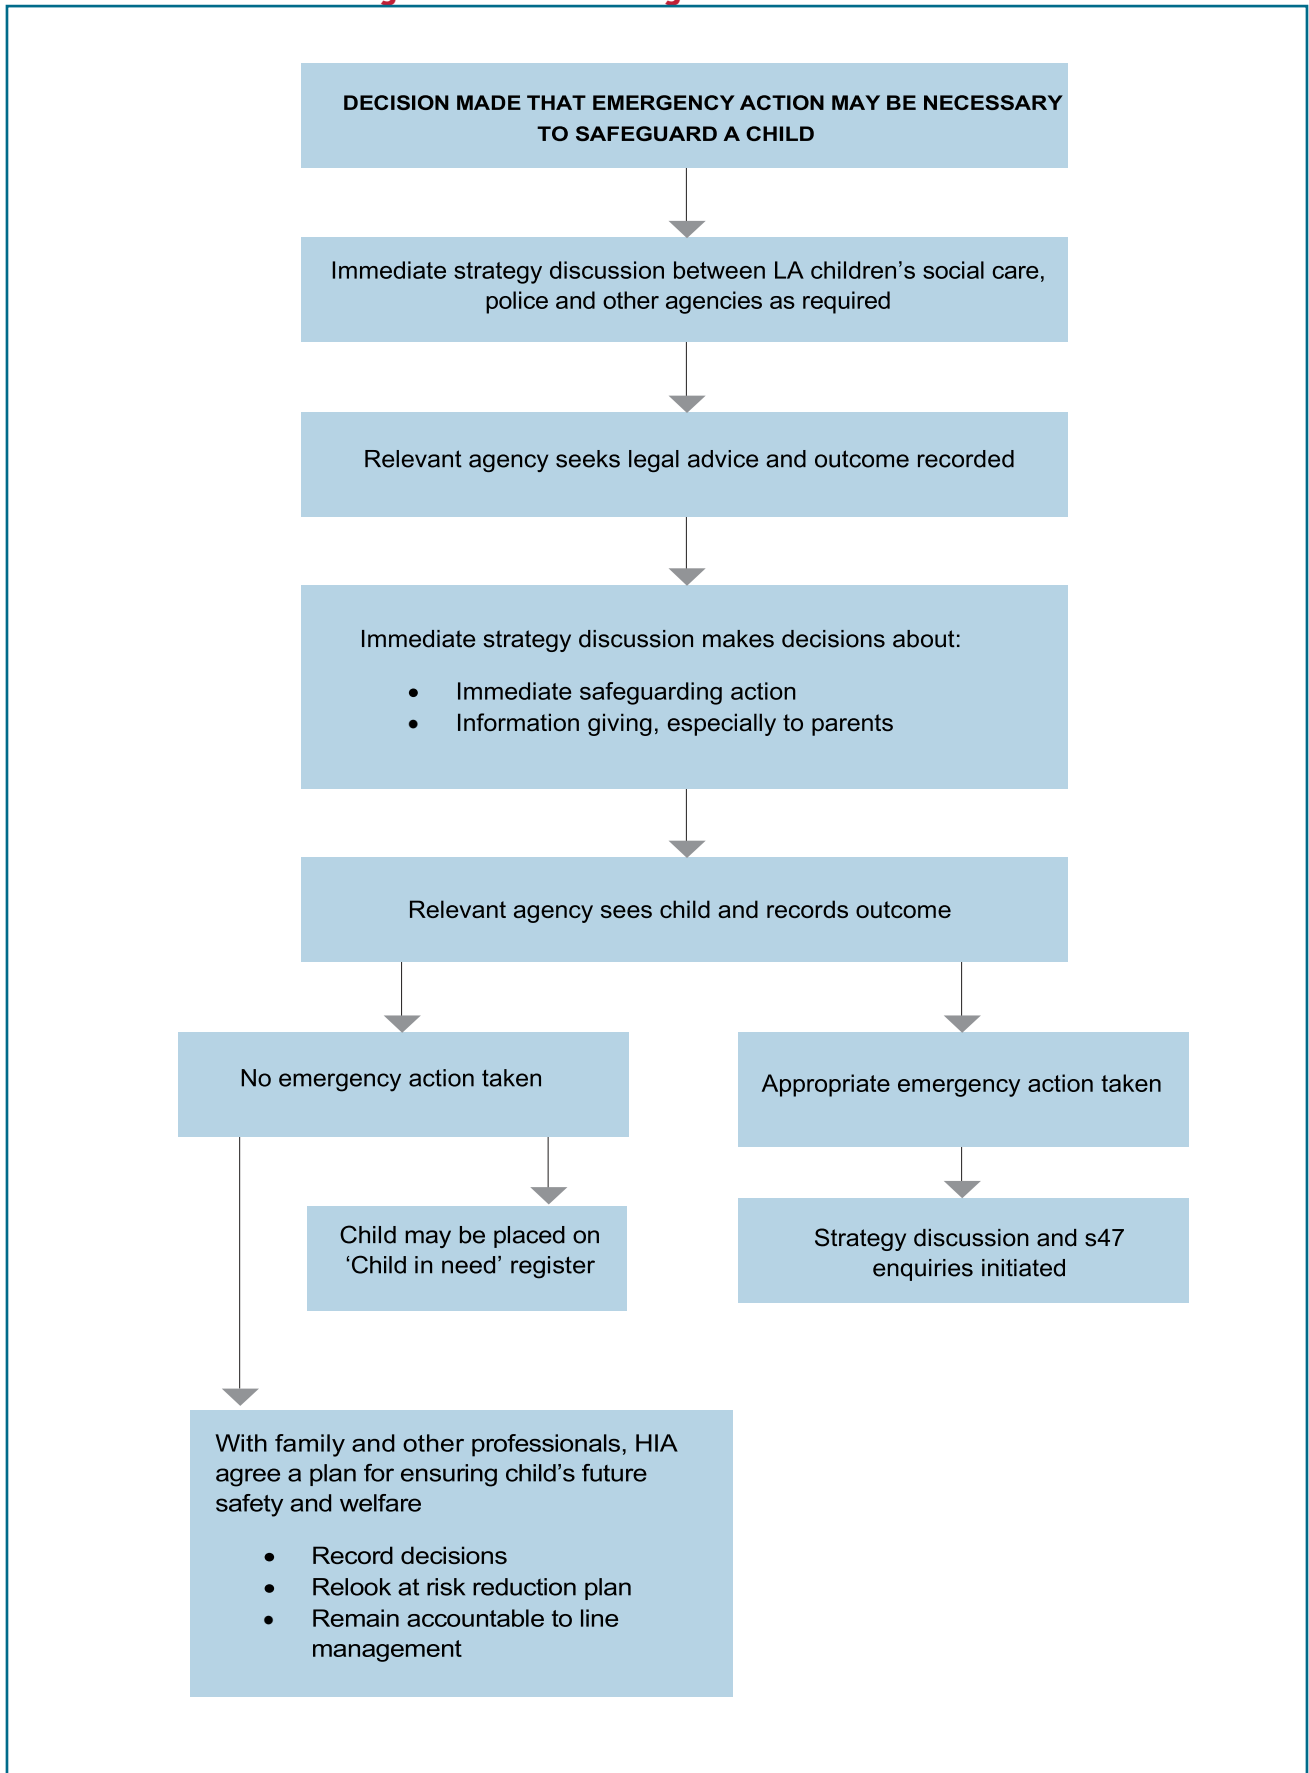 DECISION MADE THAT EMERGENCY ACTION MAY BE NECESSARY
TO SAFEGUARD A CHILD
Immediate strategy discussion between LA children’s social care,
police and other agencies as required
Relevant agency seeks legal advice and outcome recorded
Immediate strategy discussion makes decisions about:
• Immediate safeguarding action
• Information giving, especially to parents
Relevant agency sees child and records outcome
No emergency action taken
Appropriate emergency action taken
Child may be placed on
‘Child in need’ register
Strategy discussion and s47
enquiries initiated
With family and other professionals, HIA
agree a plan for ensuring child’s future
safety and welfare
• Record decisions
• Relook at risk reduction plan
• Remain accountable to line
management